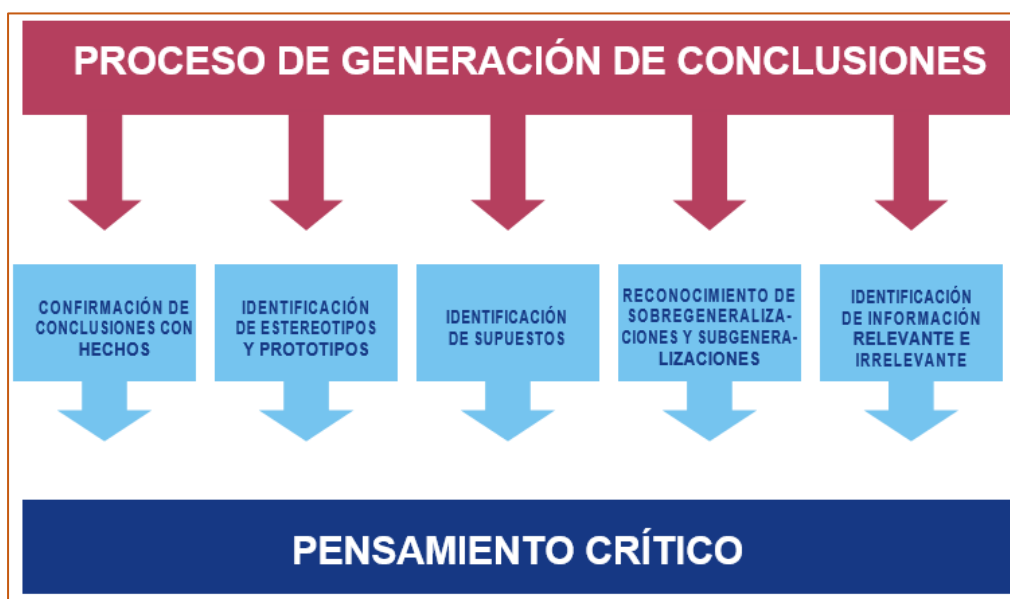 PROCESO DE GENERACIÓN DE CONCLUSIONES
CONFIRMACIÓN DE
CONCLUSIONES CON
HECHOS
IDENTIFICACIÓN
DE ESTEREOTIPOS
Y PROTOTIPOS
IDENTIFICACIÓN
DE SUPUESTOS
RECONOCIMIENTO DE
SOBREGENERALIZA-
CIONES Y SUBGENERA-
LIZACIONES
IDENTIFICACIÓN
DE INFORMACIÓN
RELEVANTE E
IRRELEVANTE
PENSAMIENTO CRÍTICO